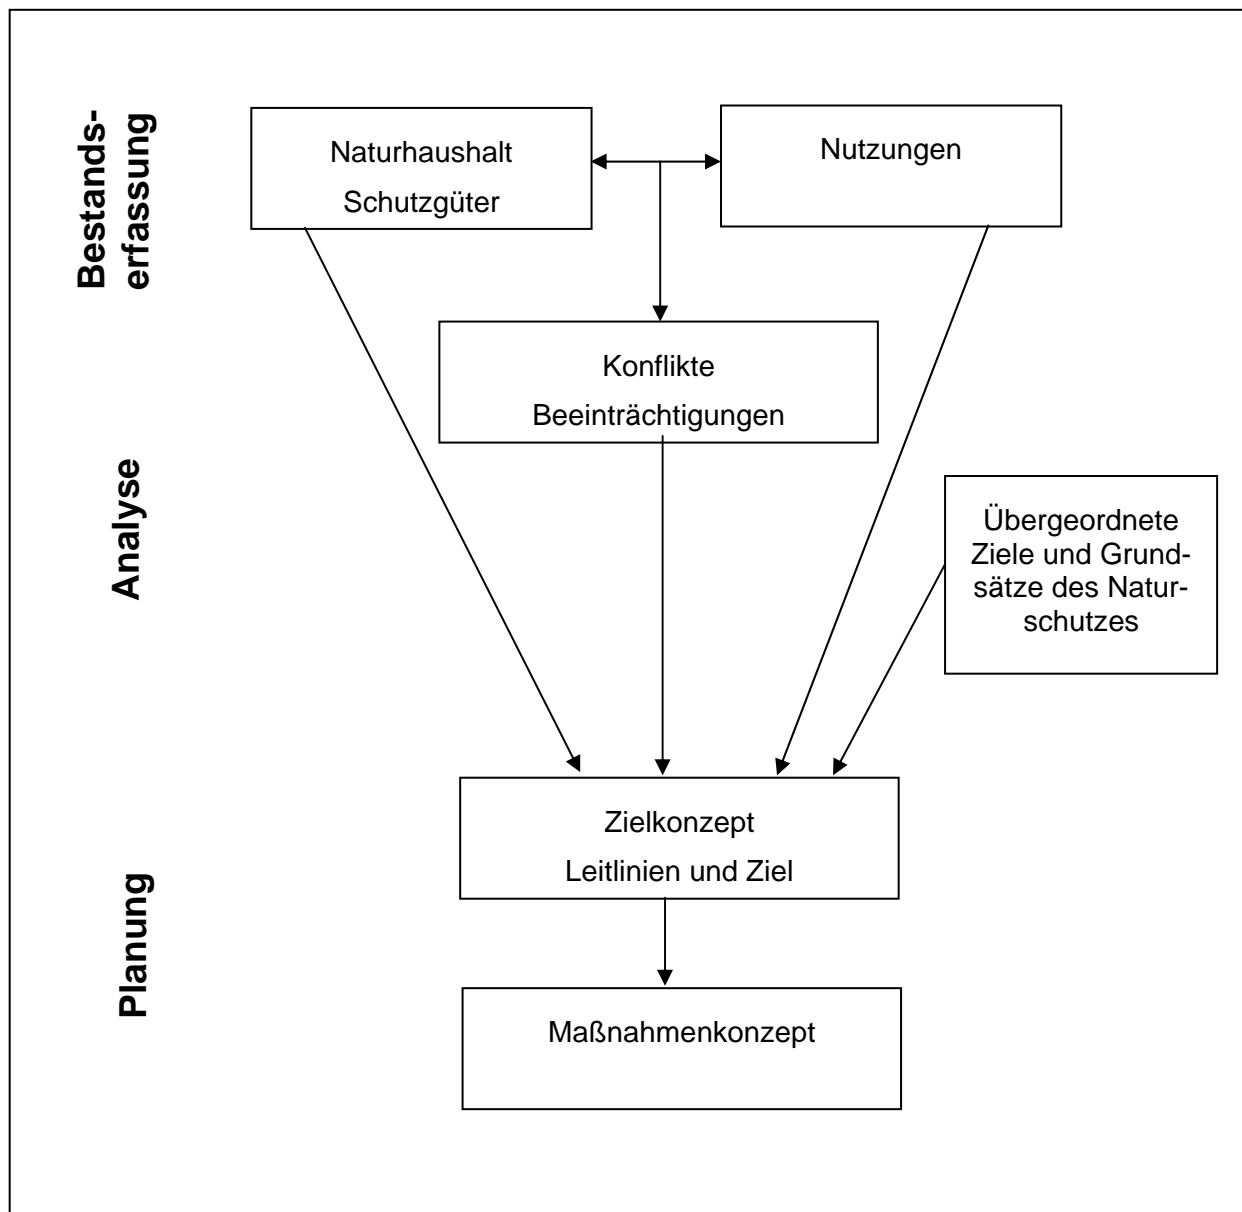 Bestands-
erfassung
Naturhaushalt
Schutzgüter
Nutzungen
Konflikte
Beeinträchtigungen
Analyse
Übergeordnete
Ziele und Grund-
sätze des Natur-
schutzes
Zielkonzept
Leitlinien und Ziel
Planung
Maßnahmenkonzept